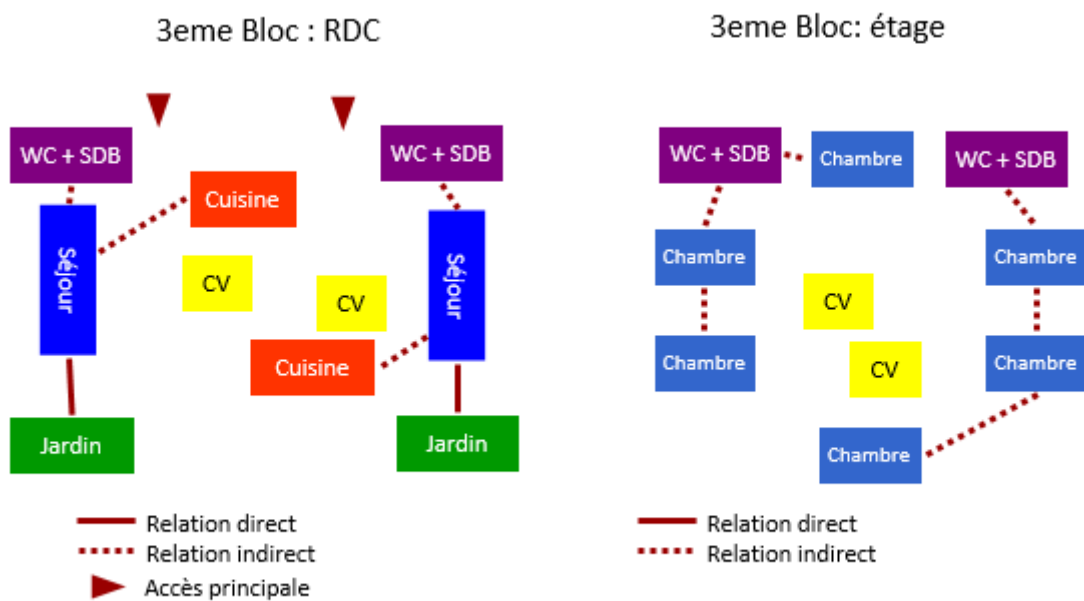 3eme Bloc : RDC
WC + SDB
WC + SDB
Cuisine
Séjour
Séjour
CV
CV
Cuisine
Jardin
Jardin
Relation direct
Relation indirect
Accès principale
3eme Bloc: étage
WC + SDB
Chambre
WC + SDB
Chambre
Chambre
CV
Chambre
CV
Chambre
Chambre
Relation direct
Relation indirect